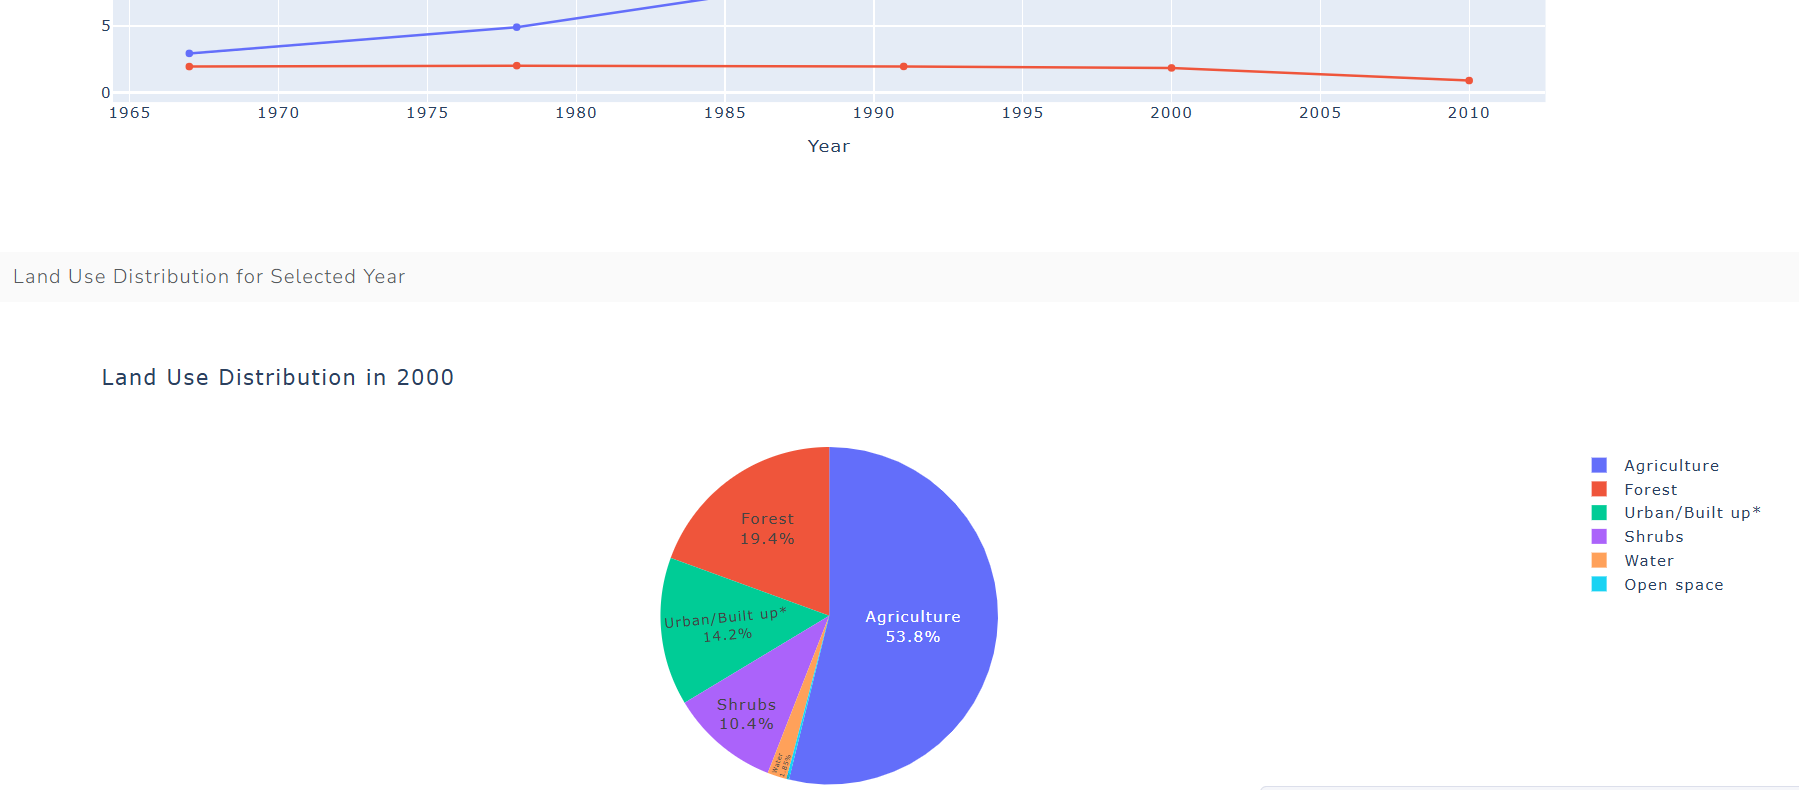 5
0
1965 1970 1975 1980 1985 1990 1995 2000 2005 2010
Year
Land Use Distribution for Selected Year
Land Use Distribution in 2000
Agriculture
Forest
Urban/Built up*
Shrubs
Water
Open space
Forest
19.4%
Urban/Built up*
14.2%
Agriculture
53.8%
Shrubs
10.4%
Water
1.85%